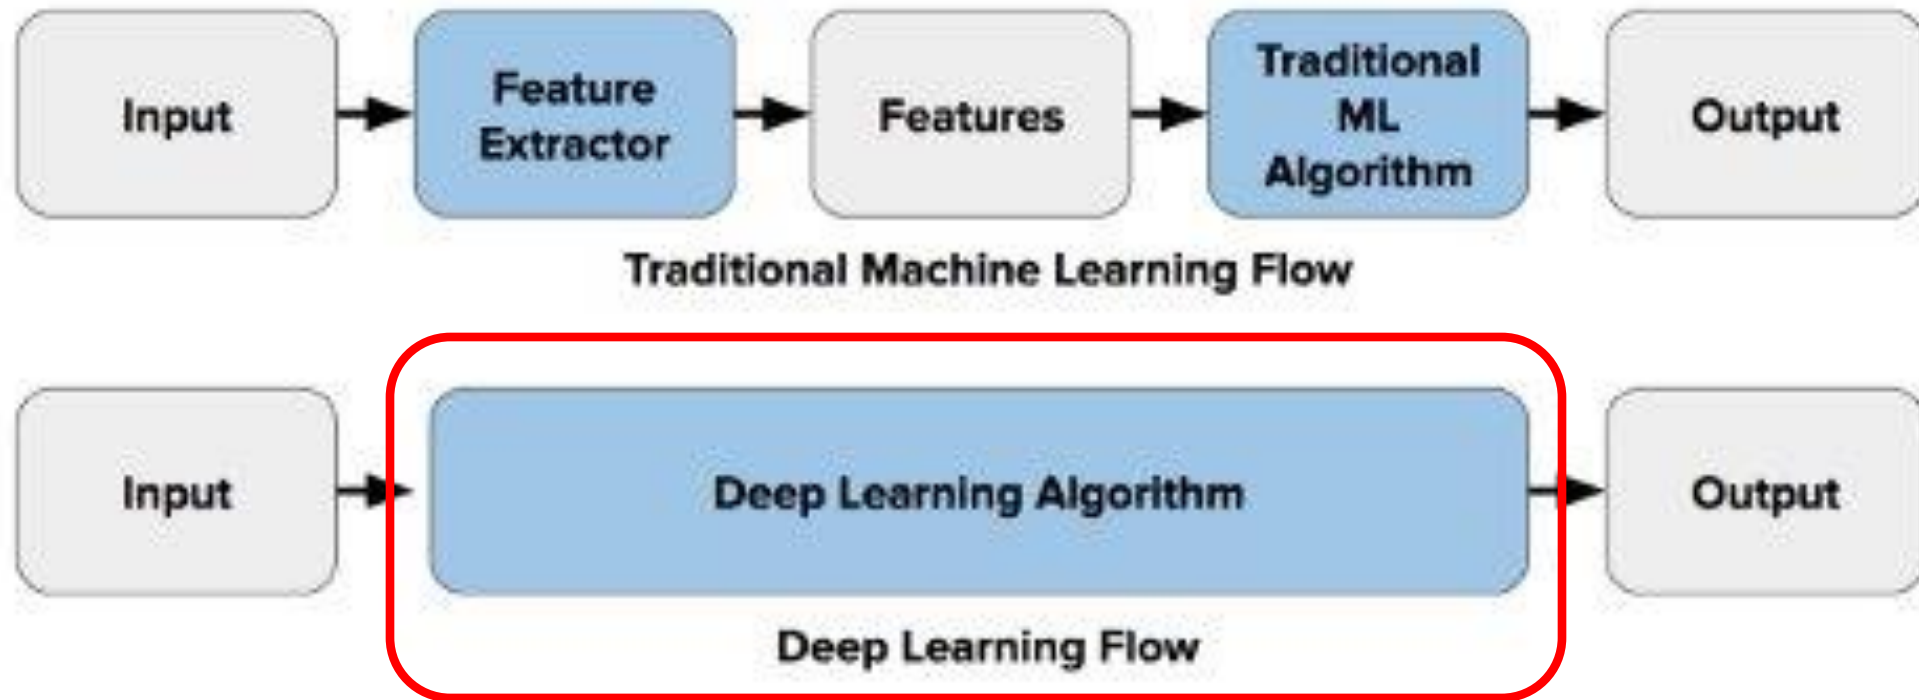 Input
Feature
Extractor
Features
Traditional
ML
Algorithm
Output
Traditional Machine Learning Flow
Input
Deep Learning Algorithm
Output
Deep Learning Flow